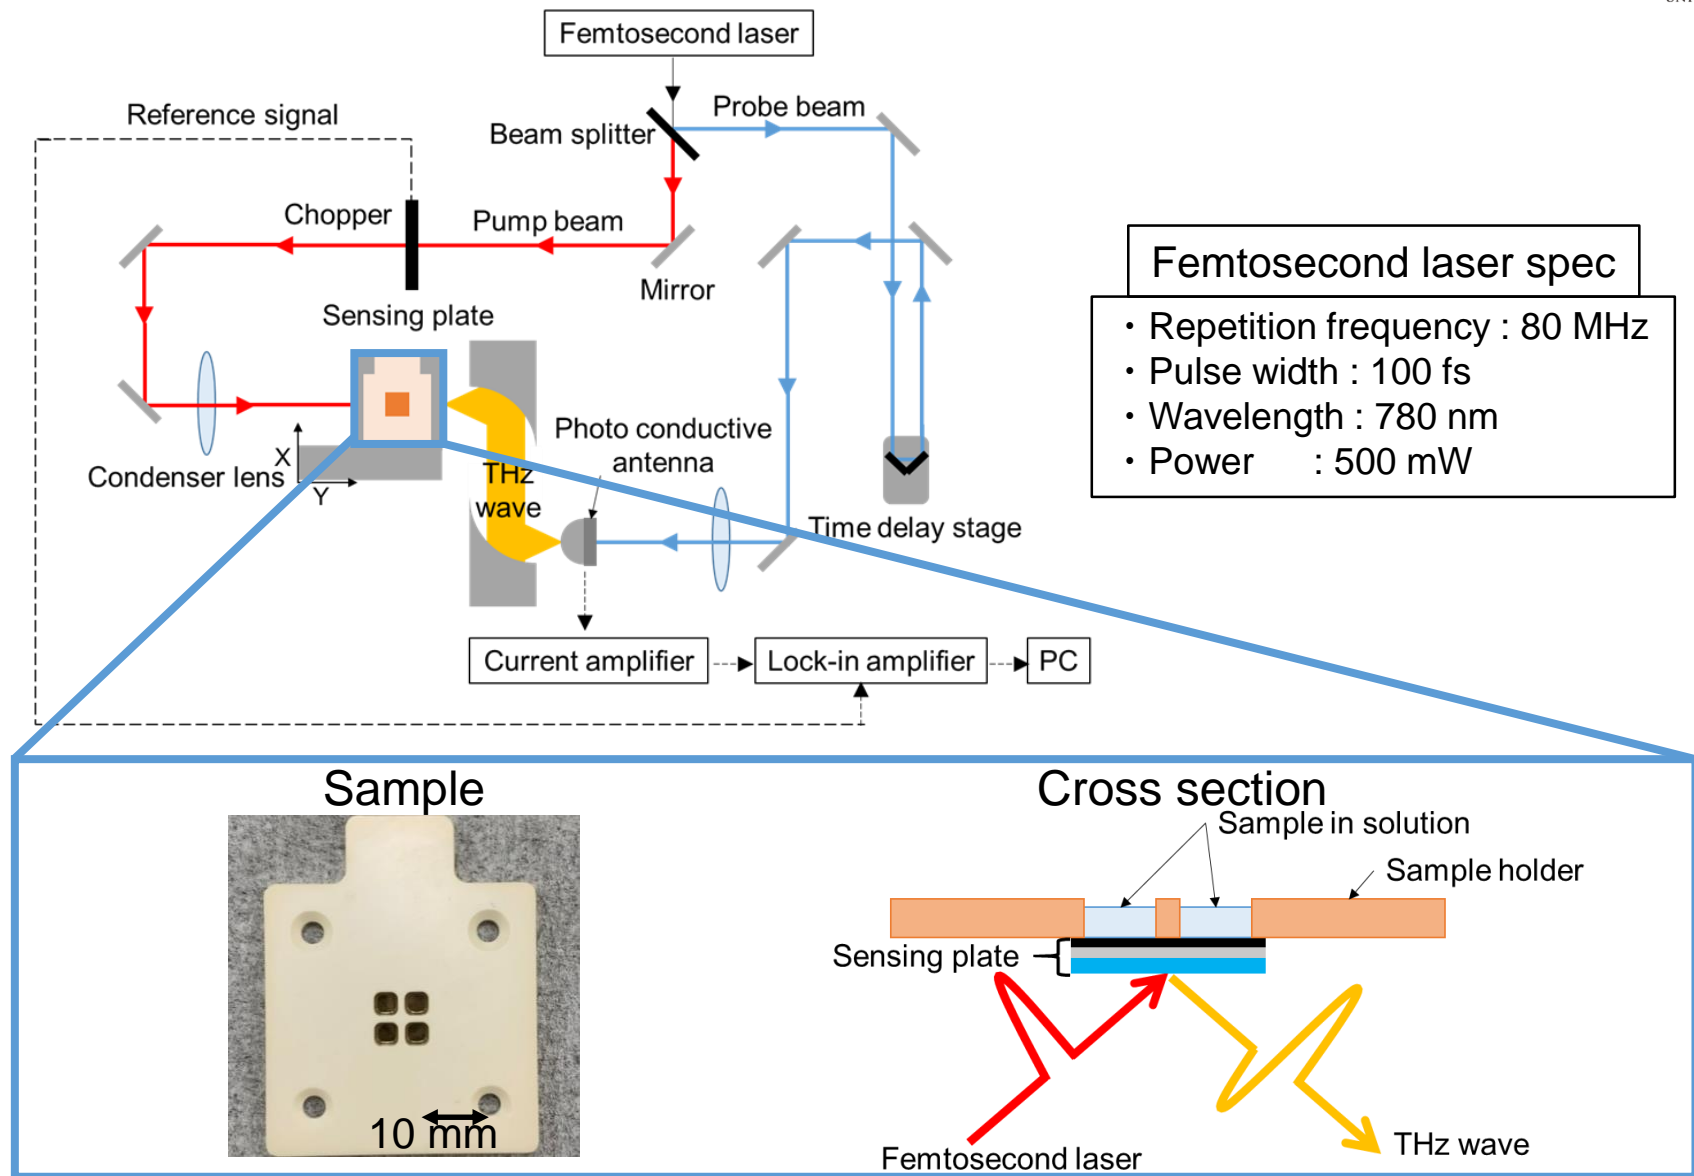 Femtosecond laser
Reference signal
Probe beam
Beam splitter
Chopper
Pump beam
Mirror
Sensing plate
Femtosecond laser spec
・Repetition frequency : 80 MHz
・Pulse width : 100 fs
・Wavelength : 780 nm
・Power : 500 mW
Photo conductive
antenna
X
Y
Condenser lens
THz
wave
Time delay stage
Current amplifier
Lock-in amplifier
PC
Sample
Cross section
Sample in solution
Sample holder
Sensing plate
10 mm
Femtosecond laser
THz wave